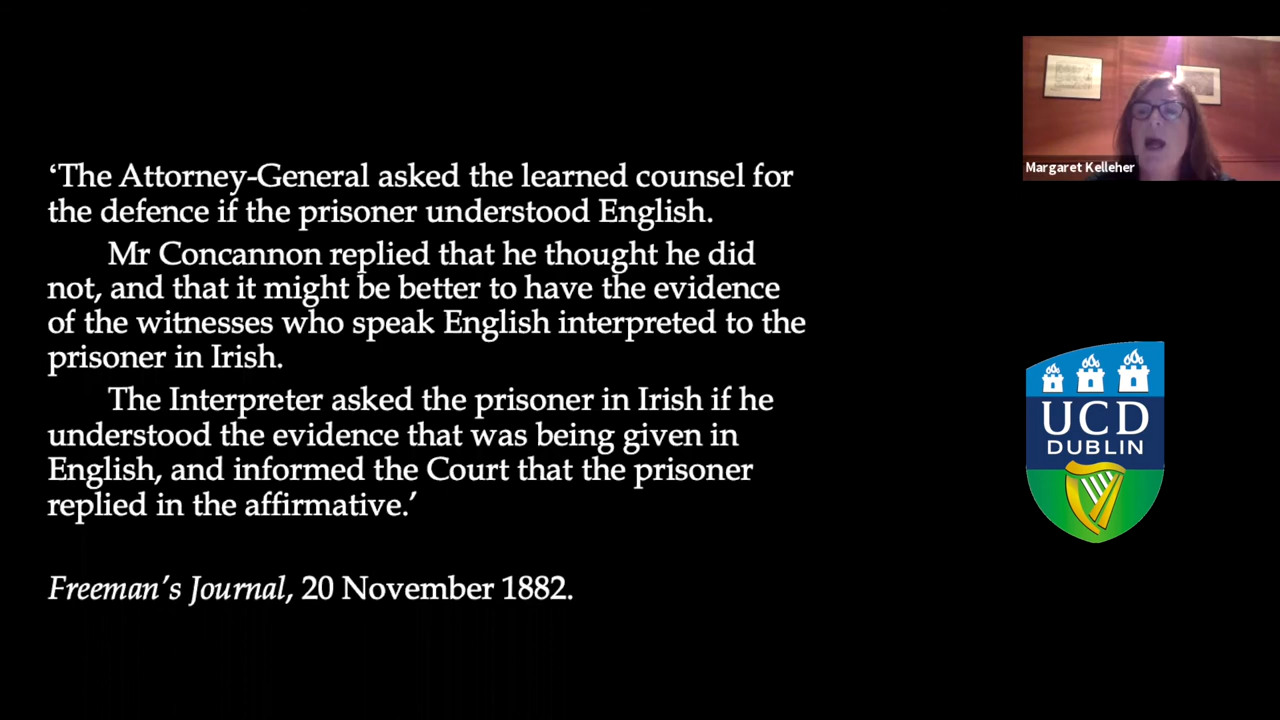 ‘The Attorney-General asked the learned counsel for
the defence if the prisoner understood English.
Mr Concannon replied that he thought he did
not, and that it might be better to have the evidence
of the witnesses who speak English interpreted to the
prisoner in Irish.
The Interpreter asked the prisoner in Irish if he
understood the evidence that was being given in
English, and informed the Court that the prisoner
replied in the affirmative.’
Freeman’s Journal, 20 November 1882.
Margaret Kelleher
UCD
DUBLIN